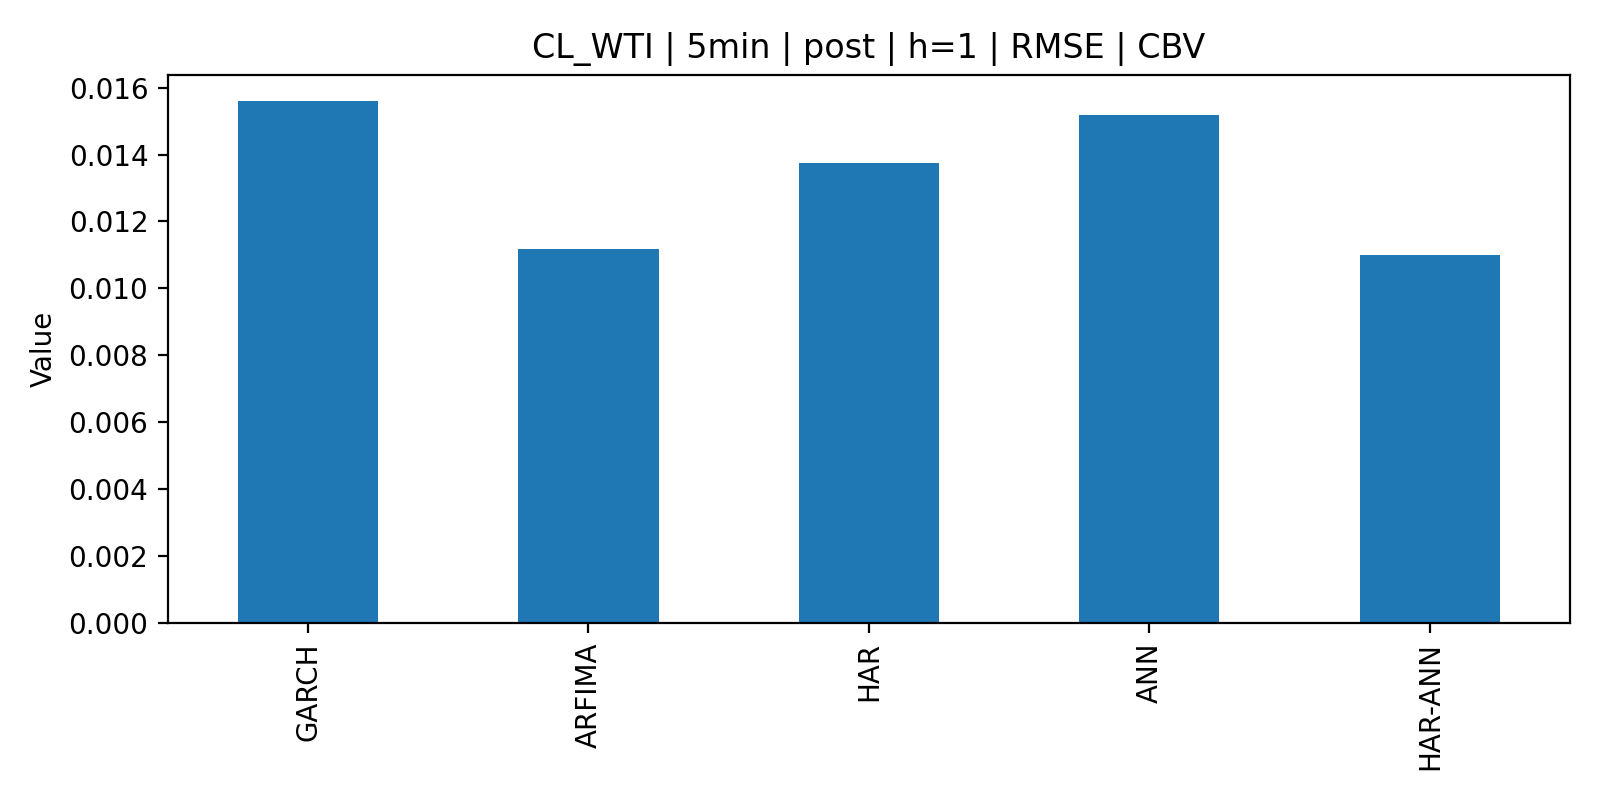 CL_WTI | 5min | post | h=1 | RMSE | CBV
0.016
0.014
0.012
0.010
0.008
0.006
0.004
0.002
0.000
Value
GARCH
ARFIMA
HAR
ANN
HAR-ANN